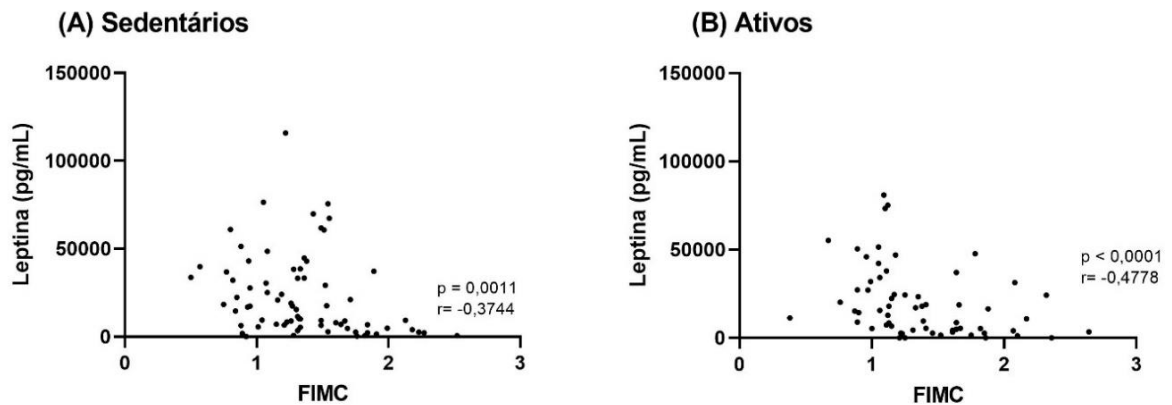 (A) Sedentários
150000
100000
50000
0
Leptina (pg/mL)
p = 0,0011
r= -0,3744
0 1 2 3
FIMC
(B) Ativos
150000
100000
50000
0
Leptina (pg/mL)
p < 0,0001
r= -0,4778
0 1 2 3
FIMC